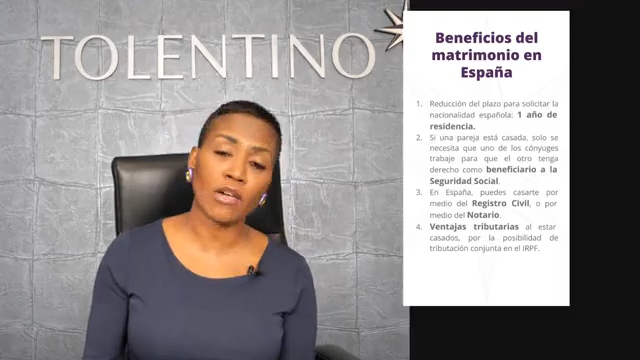 TOLENTINO
Beneficios del
matrimonio en
España
1. Reducción del plazo para solicitar la
nacionalidad española: 1 año de
residencia.
2. Si una pareja está casada, solo se
necesita que uno de los cónyuges
trabaje para que el otro tenga
derecho como beneficiario a la
Seguridad Social.
3. En España, puedes casarte por
medio del Registro Civil, o por
medio del Notario.
4. Ventajas tributarias al estar
casados, por la posibilidad de
tributación conjunta en el IRPF.